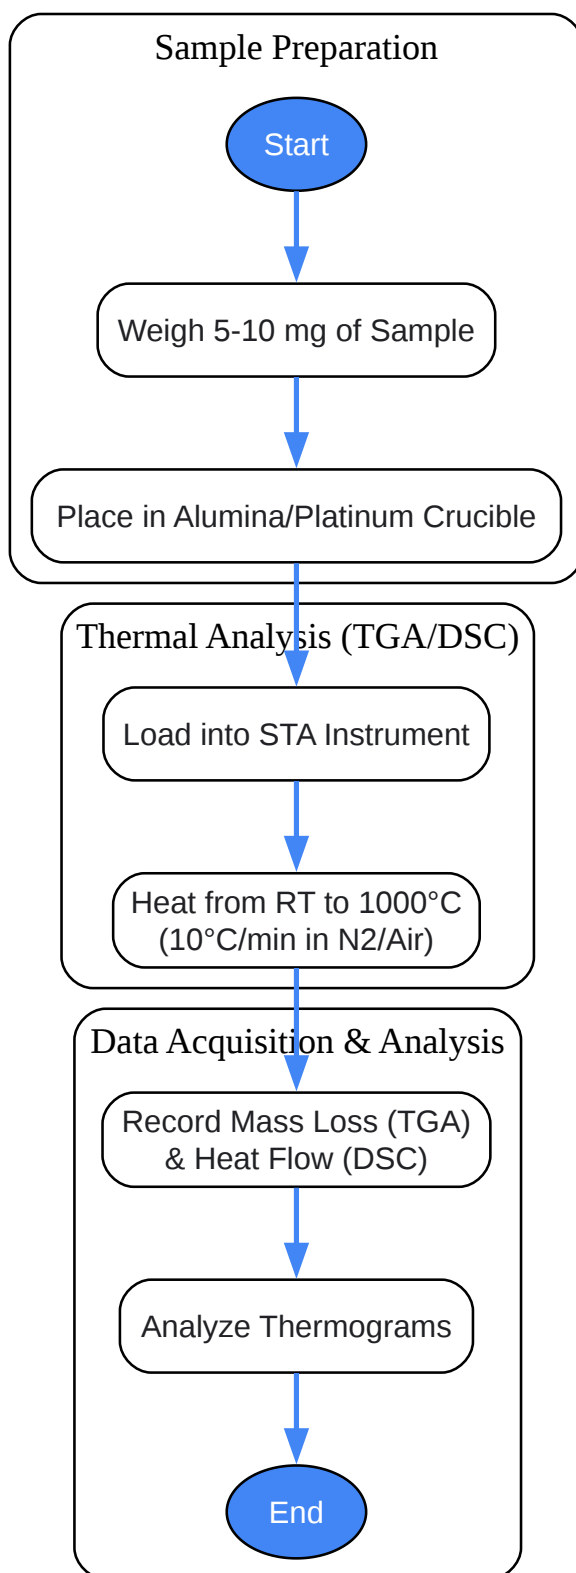 Sample Preparation
Start
Weigh 5-10 mg of Sample
Place in Alumina/Platinum Crucible
Thermal Analysis (TGA/DSC)
Load into STA Instrument
Heat from RT to 1000°C
(10°C/min in N2/Air)
Data Acquisition & Analysis
Record Mass Loss (TGA)
& Heat Flow (DSC)
Analyze Thermograms
End